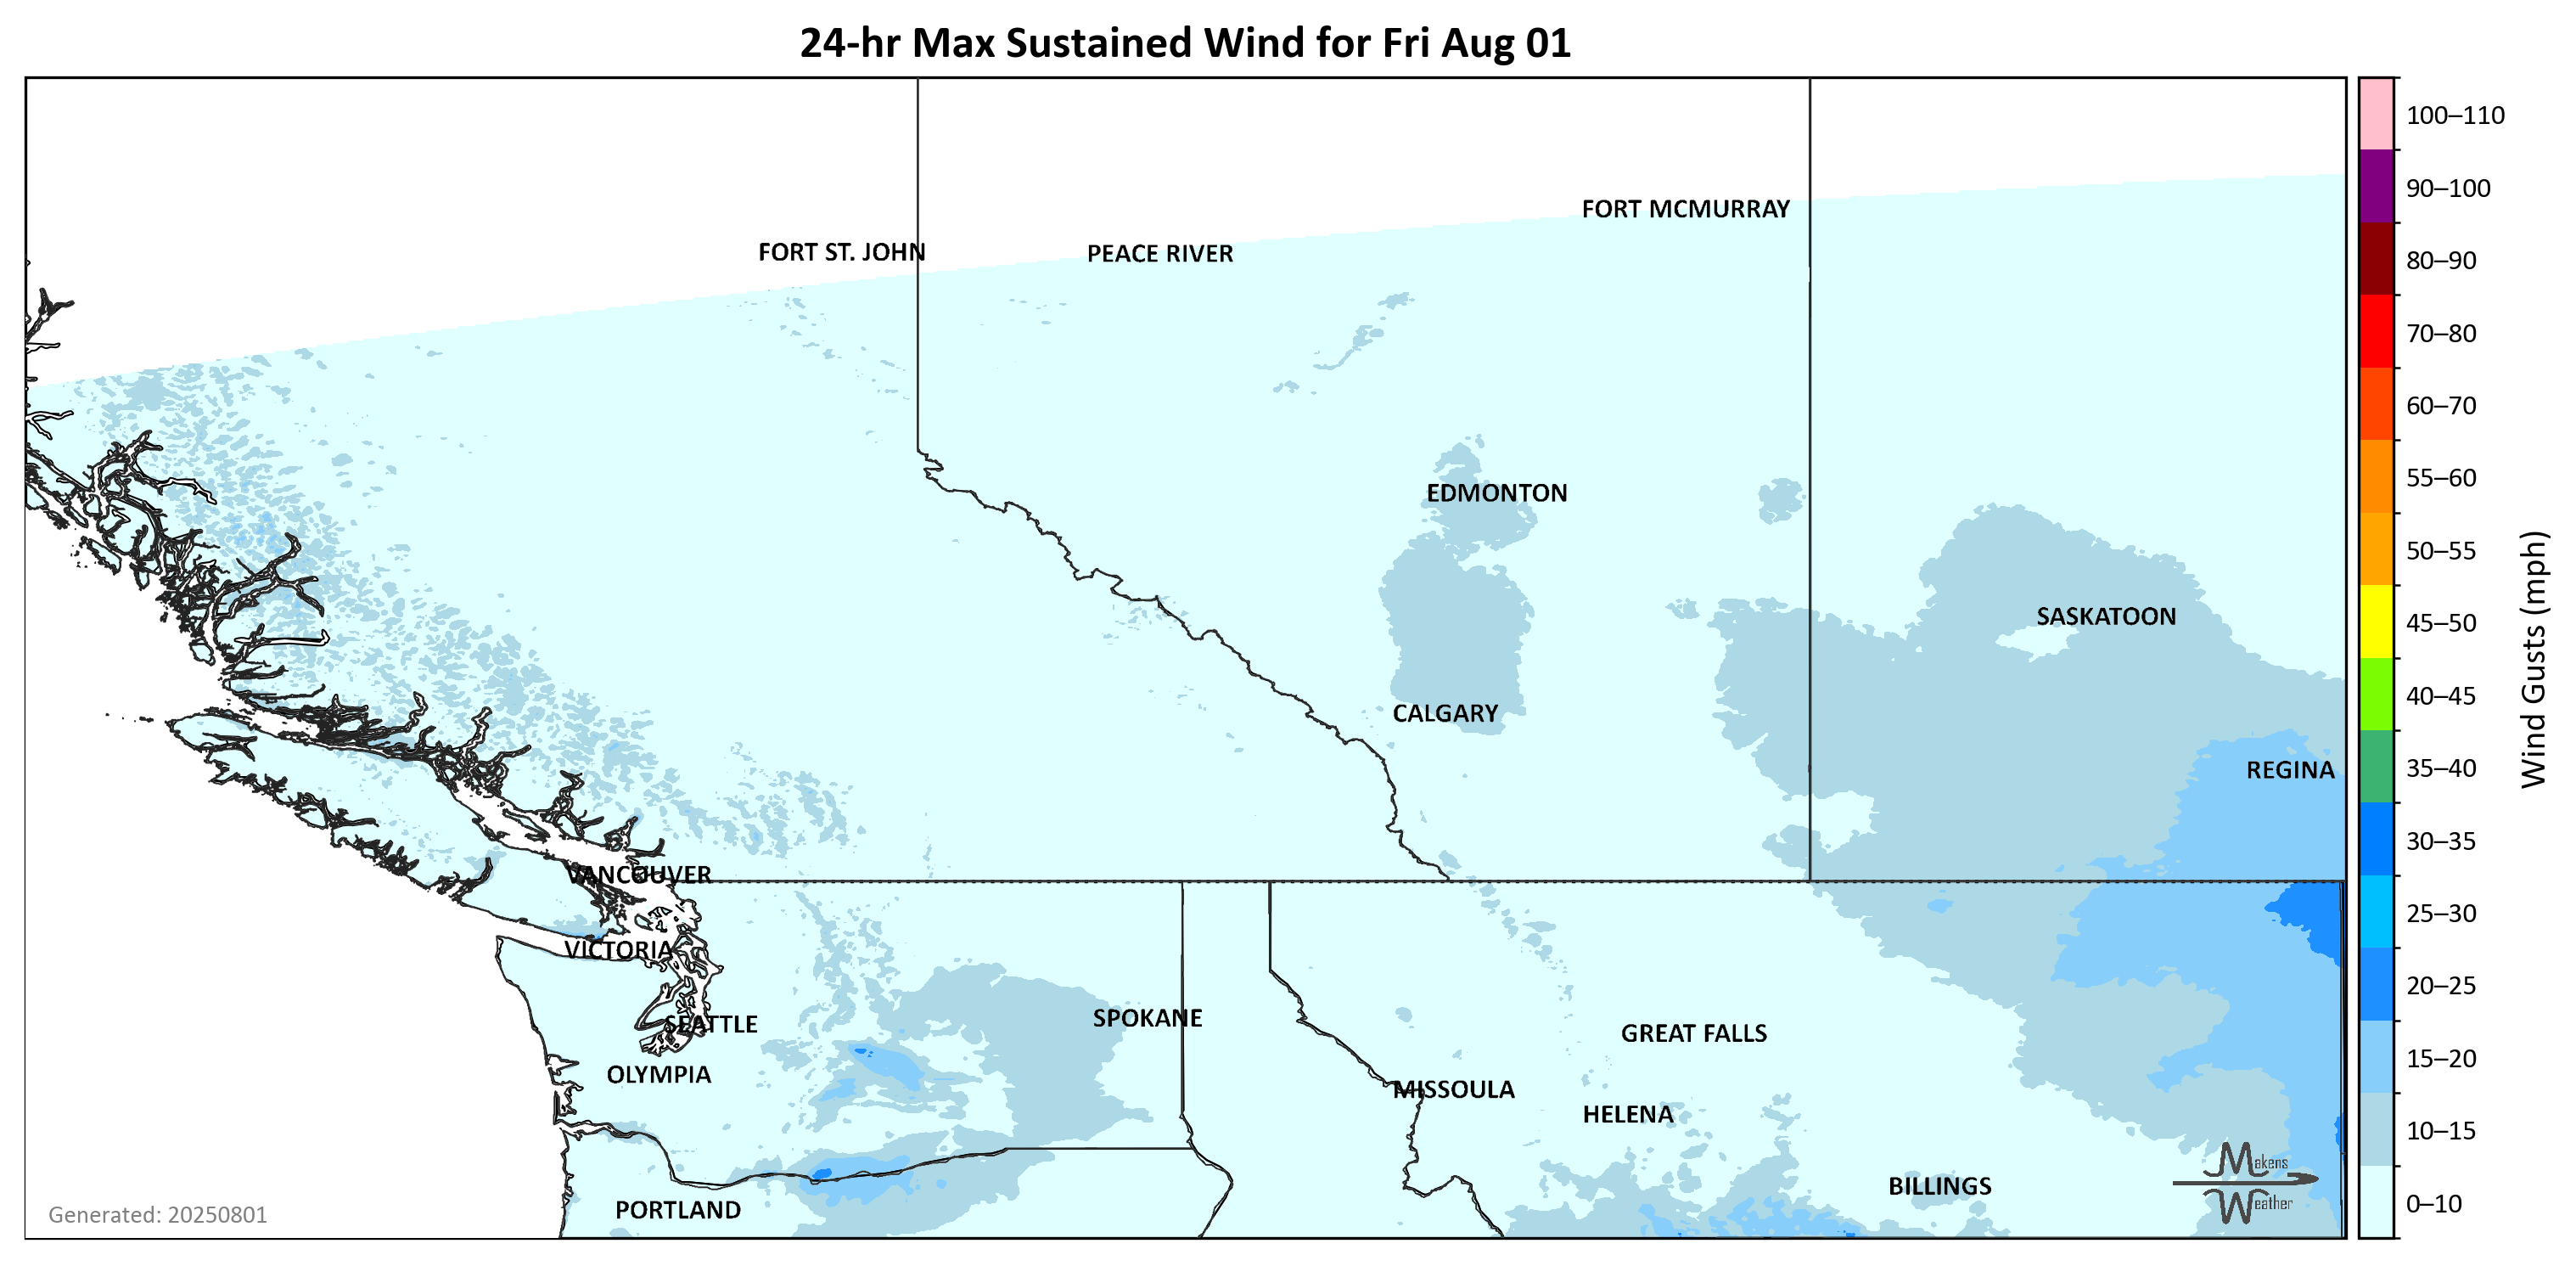 24-hr Max Sustained Wind for Fri Aug 01
100–110
90–100
80–90
70–80
60–70
55–60
50–55
45–50
40–45
35–40
30–35
25–30
20–25
15–20
10–15
0–10
Wind Gusts (mph)
FORT MCMURRAY
FORT ST. JOHN
PEACE RIVER
EDMONTON
SASKATOON
CALGARY
REGINA
VANCOUVER
VICTORIA
SEATTLE
SPOKANE
GREAT FALLS
OLYMPIA
MISSOULA
HELENA
BILLINGS
PORTLAND
Makens
Weather
Generated: 20250801